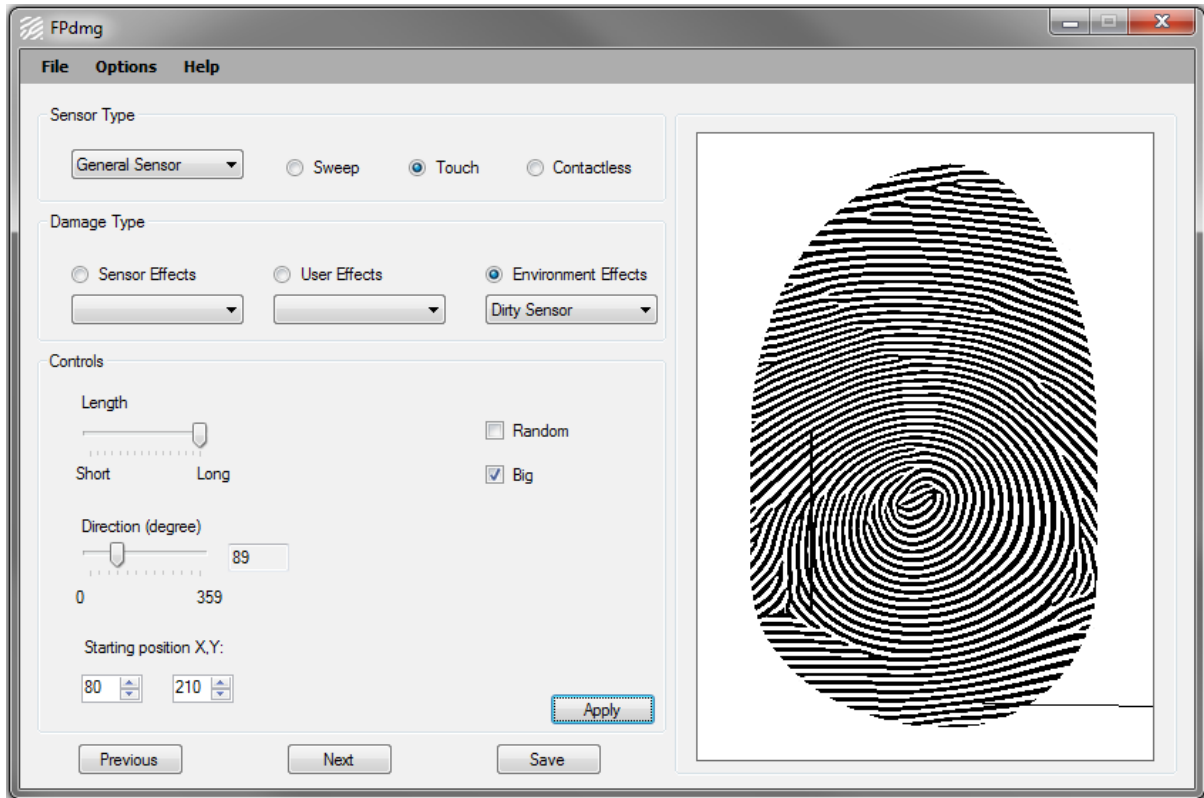 FPdmg
File Options Help
Sensor Type
General Sensor Sweep Touch Contactless
Damage Type
Sensor Effects User Effects Environment Effects
Dirty Sensor
Controls
Length
Random
Short Long
Big
Direction (degree)
89
0 359
Starting position X,Y:
80 210
Apply
Previous Next Save